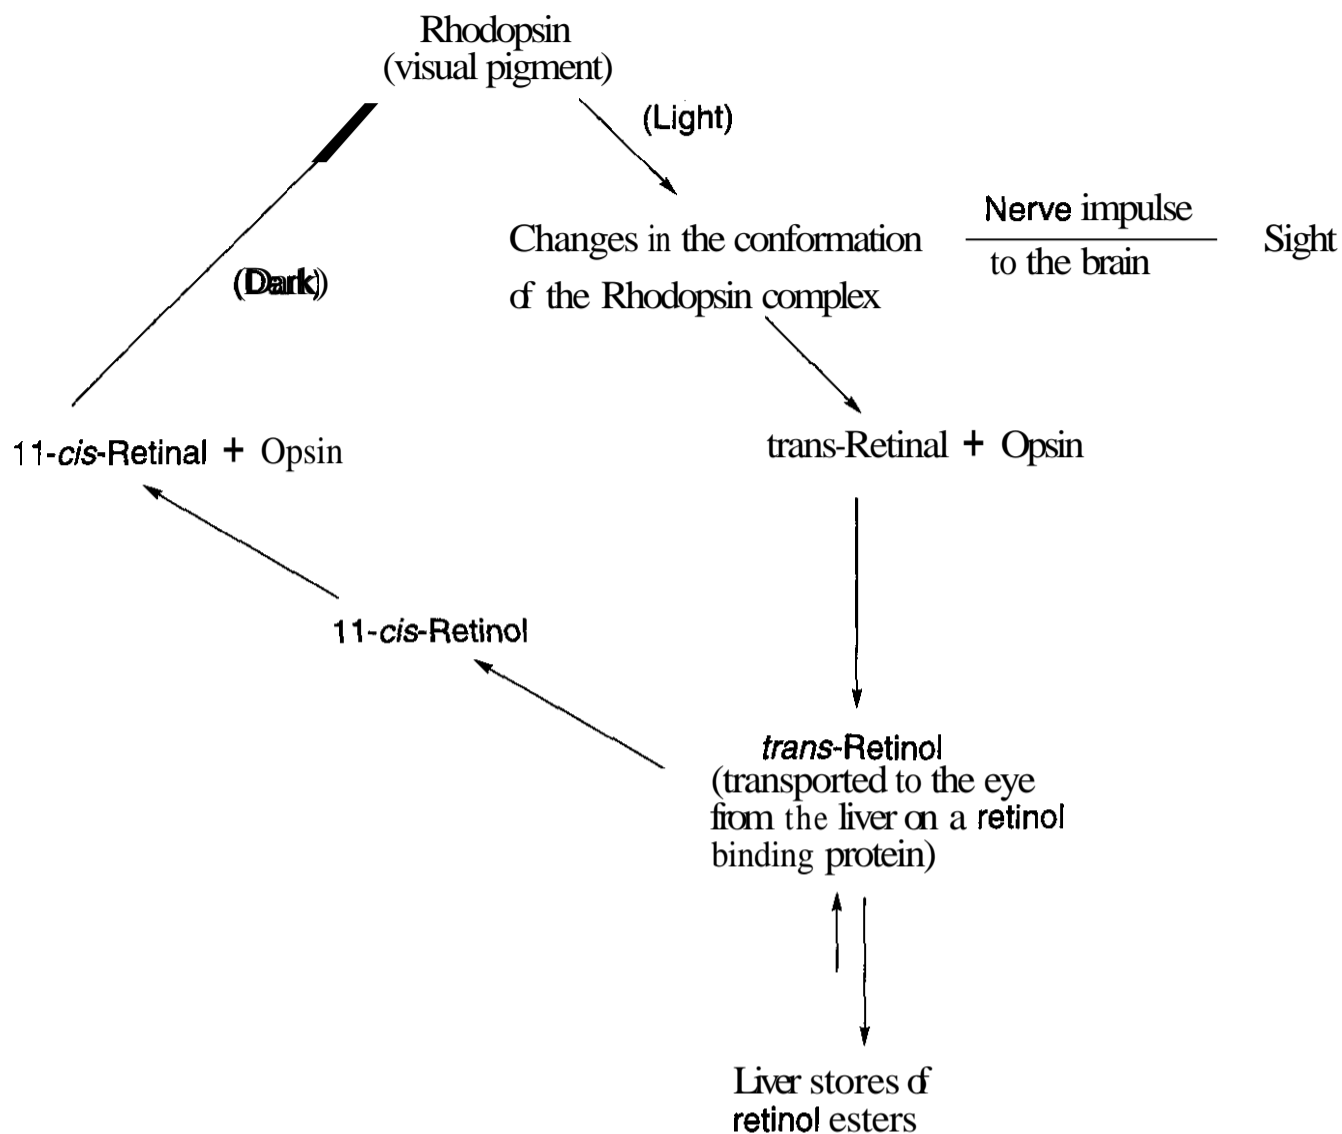 Rhodopsin
(visual pigment)
(Light)
Nerve impulse
to the brain
Sight
Changes in the conformation
of the Rhodopsin complex
(Dark)
11-cis-Retinal + Opsin
trans-Retinal + Opsin
11-cis-Retinol
trans-Retinol
(transported to the eye
from the liver on a retinol
binding protein)
Liver stores of
retinol esters